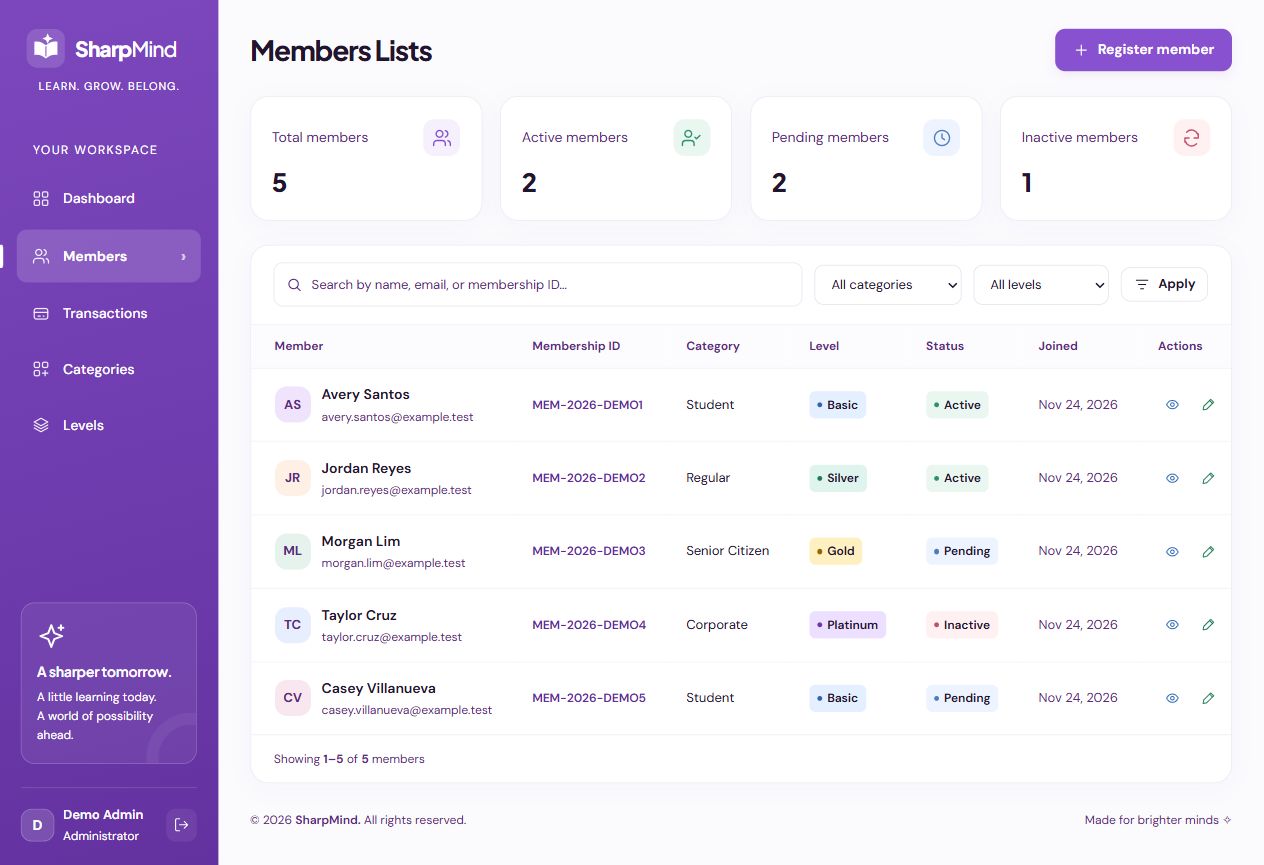 SharpMind
LEARN. GROW. BELONG.
YOUR WORKSPACE
Dashboard
Members ›
Transactions
Categories
Levels
A sharper tomorrow.
A little learning today.
A world of possibility
ahead.
D
Demo Admin
Administrator
Members Lists
+ Register member
Total members
5
Active members
2
Pending members
2
Inactive members
1
Search by name, email, or membership ID...
All categories
All levels
Apply
Member Membership ID Category Level Status Joined Actions
AS Avery Santos MEM-2026-DEMO1 Student Basic Active Nov 24, 2026
avery.santos@example.test
JR Jordan Reyes MEM-2026-DEMO2 Regular Silver Active Nov 24, 2026
jordan.reyes@example.test
ML Morgan Lim MEM-2026-DEMO3 Senior Citizen Gold Pending Nov 24, 2026
morgan.lim@example.test
TC Taylor Cruz MEM-2026-DEMO4 Corporate Platinum Inactive Nov 24, 2026
taylor.cruz@example.test
CV Casey Villanueva MEM-2026-DEMO5 Student Basic Pending Nov 24, 2026
casey.villanueva@example.test
Showing 1–5 of 5 members
© 2026 SharpMind. All rights reserved.
Made for brighter minds ✧